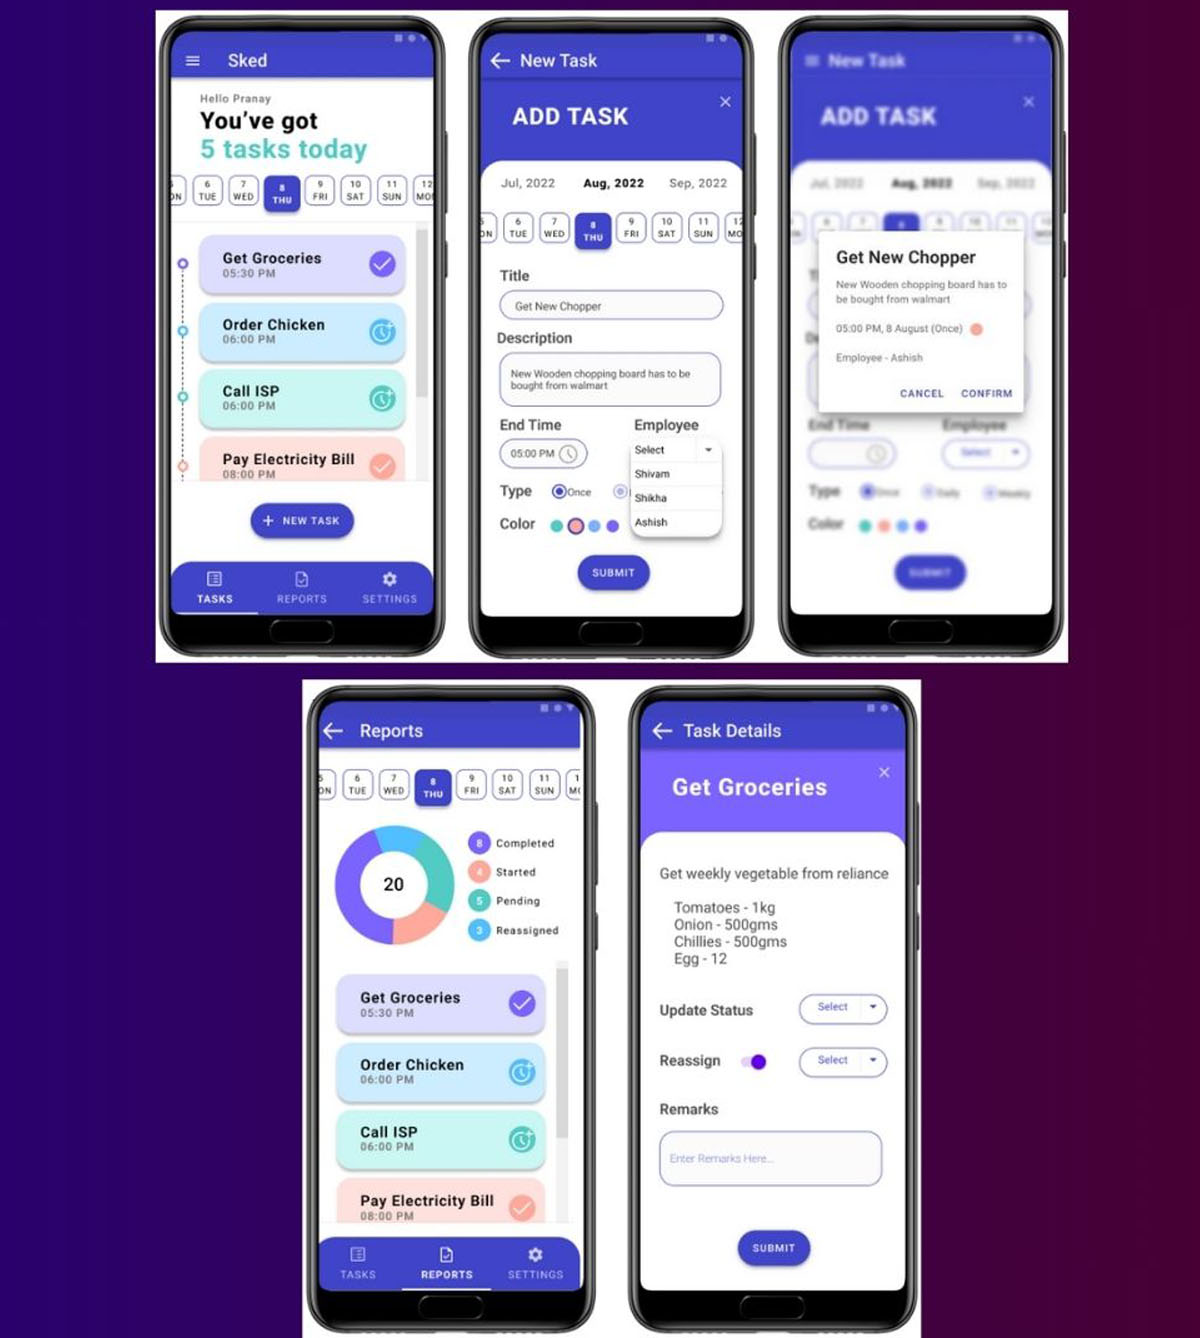 Sked
Hello Pranay
You've got
5 tasks today
5
ON
6
TUE
7
WED
8
THU
9
FRI
10
SAT
11
SUN
12
MO
Get Groceries
05:30 PM
Order Chicken
06:00 PM
Call ISP
06:00 PM
Pay Electricity Bill
08:00 PM
+ NEW TASK
TASKS
REPORTS
SETTINGS
New Task
ADD TASK
Jul, 2022
Aug, 2022
Sep, 2022
5
ON
6
TUE
7
WED
8
THU
9
FRI
10
SAT
11
SUN
12
MO
Title
Get New Chopper
Description
New Wooden chopping board has to be
bought from walmart
End Time
Employee
05:00 PM
Select
Shivam
Shikha
Ashish
Type
Once
Color
SUBMIT
New Task
ADD TASK
Jul, 2022
Aug, 2022
Sep, 2022
Get New Chopper
New Wooden chopping board has to
be bought from walmart
05:00 PM, 8 August (Once)
Employee - Ashish
CANCEL
CONFIRM
End Time
Employee
Select
Type
Once
Daily
Weekly
Color
SUBMIT
Reports
5
ON
6
TUE
7
WED
8
THU
9
FRI
10
SAT
11
SUN
1
MO
20
8 Completed
4 Started
5 Pending
3 Reassigned
Get Groceries
05:30 PM
Order Chicken
06:00 PM
Call ISP
06:00 PM
Pay Electricity Bill
08:00 PM
TASKS
REPORTS
SETTINGS
Task Details
Get Groceries
Get weekly vegetable from reliance
Tomatoes - 1kg
Onion - 500gms
Chillies - 500gms
Egg - 12
Update Status
Select
Reassign
Select
Remarks
Enter Remarks Here...
SUBMIT